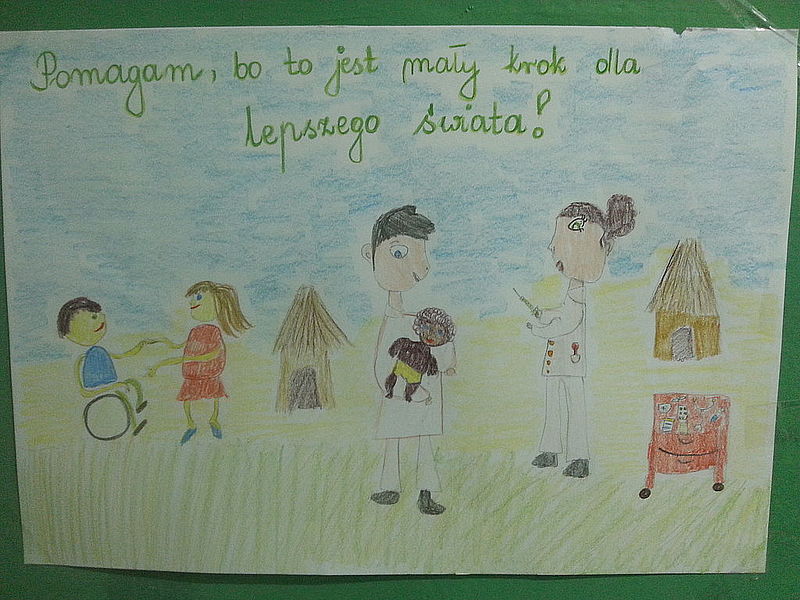 Pomagam, bo to jest mały krok dla
lepszego świata!